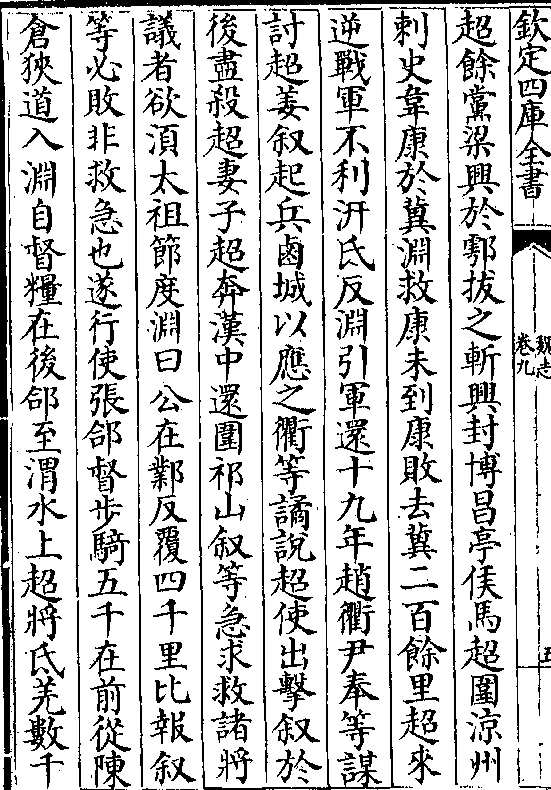 欽定四庫全書
魏志
卷九
五
超餘黨梁興於鄠拔之斬興封博昌亭侯馬超圍涼州
刺史韋康於冀淵救康未到康敗去冀二百餘里超來
逆戰軍不利汧氐反淵引軍還十九年趙衢尹奉等謀
討超姜叙起兵鹵城以應之衢等譎說超使出擊叙於
後盡殺超妻子超奔漢中還圍祁山叙等急求救諸將
議者欲須太祖節度淵曰公在鄴反覆四千里比報叙
等必敗非救急也遂行使張郃督步騎五千在前從陳
倉狹道入淵自督糧在後郃至渭水上超將氐羌數千